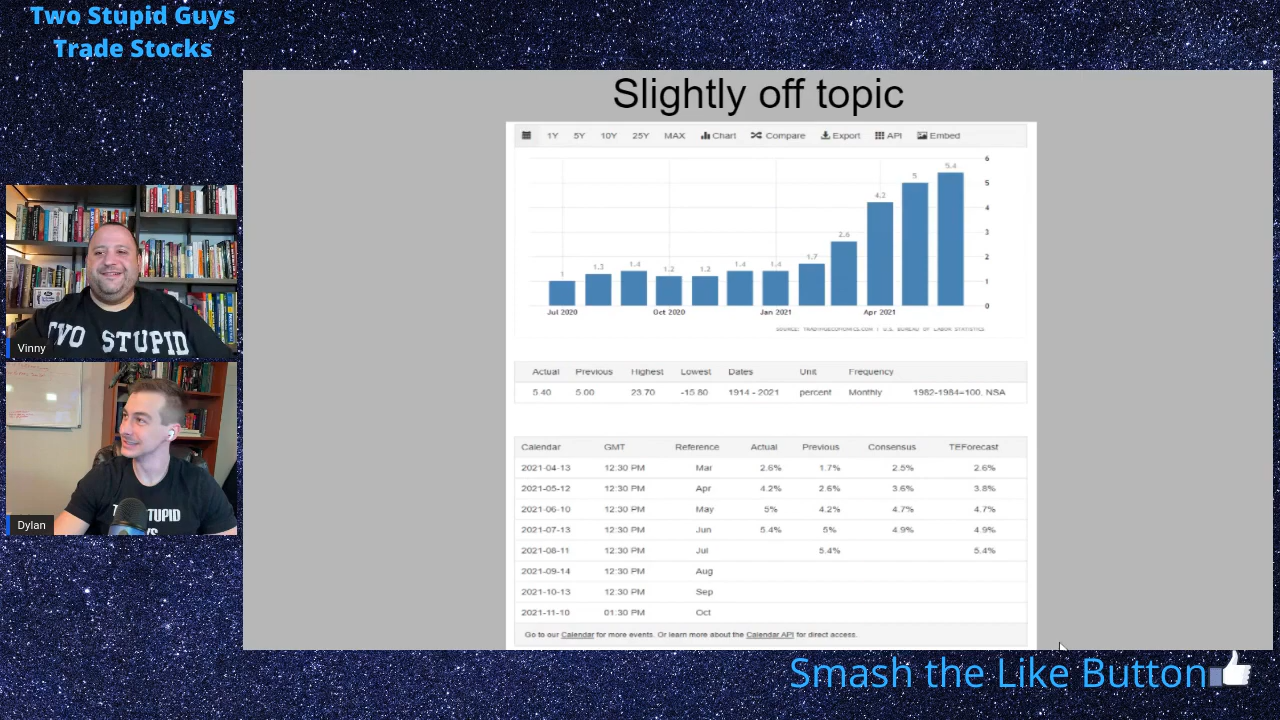 Two Stupid Guys
Trade Stocks
Slightly off topic
1Y 5Y 10Y 25Y MAX Chart Compare Export API Embed
6
5
4
3
2
1
0
1 1.3 1.4 1.2 1.2 1.4 1.4 1.7 2.6 4.2 5 5.4
Jul 2020 Oct 2020 Jan 2021 Apr 2021
SOURCE: TRADINGECONOMICS.COM | U.S. BUREAU OF LABOR STATISTICS
Actual Previous Highest Lowest Dates Unit Frequency
5.40 5.00 23.70 -15.80 1914 - 2021 percent Monthly 1982-1984=100, NSA
Calendar GMT Reference Actual Previous Consensus TEForecast
2021-04-13 12:30 PM Mar 2.6% 1.7% 2.5% 2.6%
2021-05-12 12:30 PM Apr 4.2% 2.6% 3.6% 3.8%
2021-06-10 12:30 PM May 5% 4.2% 4.7% 4.7%
2021-07-13 12:30 PM Jun 5.4% 5% 4.9% 4.9%
2021-08-11 12:30 PM Jul 5.4% 5.4%
2021-09-14 12:30 PM Aug
2021-10-13 12:30 PM Sep
2021-11-10 01:30 PM Oct
Go to our Calendar for more events. Or learn more about the Calendar API for direct access.
TWO STUPID
Vinny
STUPID
Dylan
Smash the Like Button